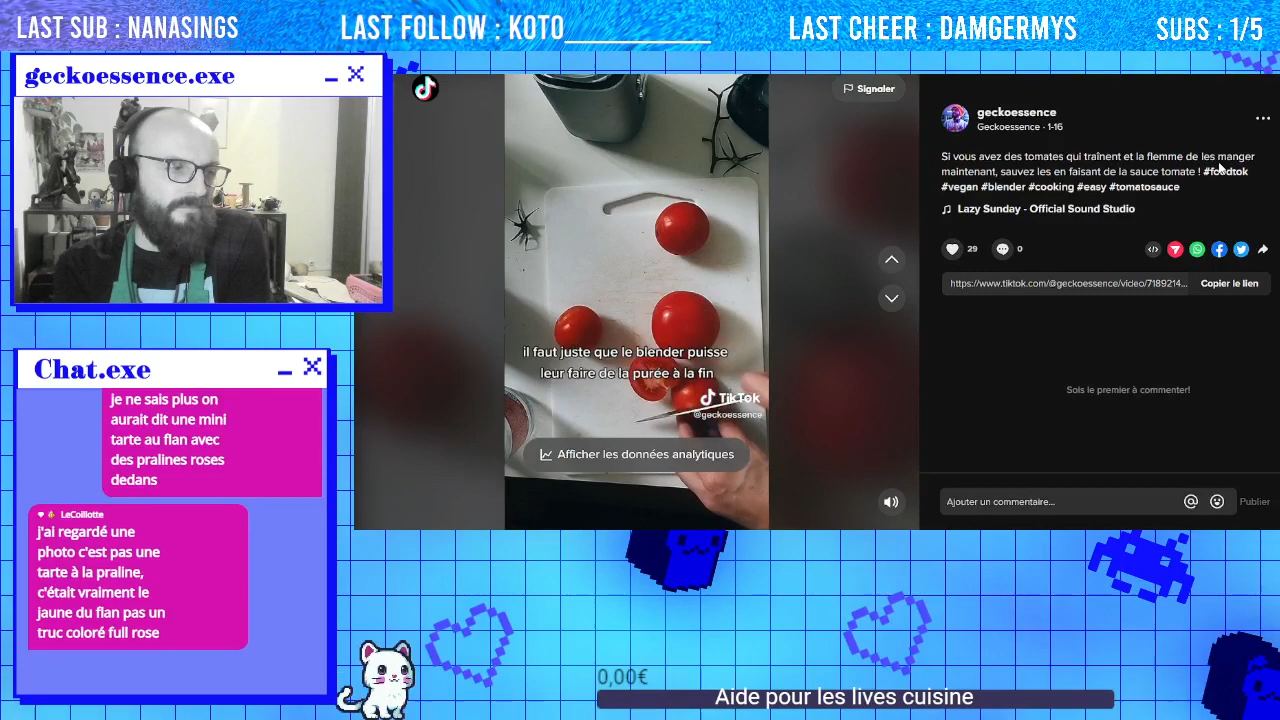 LAST SUB : NANASINGS
LAST FOLLOW : KOTO__________
LAST CHEER : DAMGERMYS
SUBS : 1/5
geckoessence.exe
Signaler
il faut juste que le blender puisse
leur faire de la purée à la fin
TikTok
@geckoessence
Afficher les données analytiques
geckoessence
Geckoessence · 1-16
Si vous avez des tomates qui traînent et la flemme de les manger
maintenant, sauvez les en faisant de la sauce tomate ! #foodtok
#vegan #blender #cooking #easy #tomatosauce
Lazy Sunday - Official Sound Studio
29
0
https://www.tiktok.com/@geckoessence/video/7189214...
Copier le lien
Sois le premier à commenter!
Ajouter un commentaire...
Publier
Chat.exe
je ne sais plus on
aurait dit une mini
tarte au flan avec
des pralines roses
dedans
LeCoillotte
j'ai regardé une
photo c'est pas une
tarte à la praline,
c'était vraiment le
jaune du flan pas un
truc coloré full rose
0,00€
Aide pour les lives cuisine